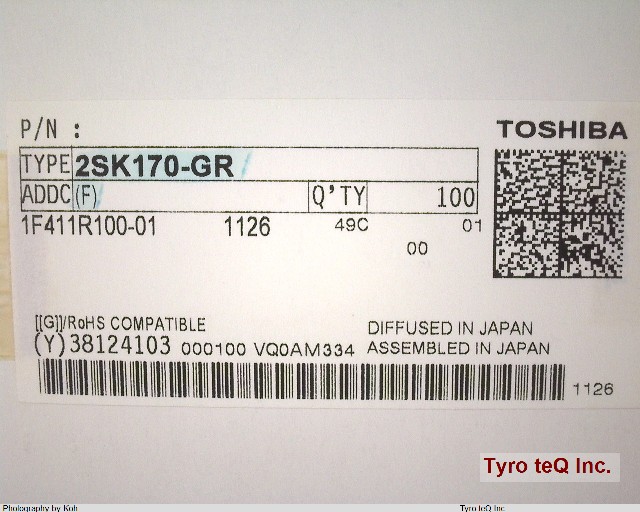 P/N :
TOSHIBA
TYPE 2SK170-GR
ADDC (F) Q'TY 100
1F411R100-01 1126 49C 01
00
[[G]]/RoHS COMPATIBLE DIFFUSED IN JAPAN
(Y)38124103 000100 VQ0AM334 ASSEMBLED IN JAPAN
1126
Tyro teQ Inc.
Photography by Koh Tyro teQ Inc